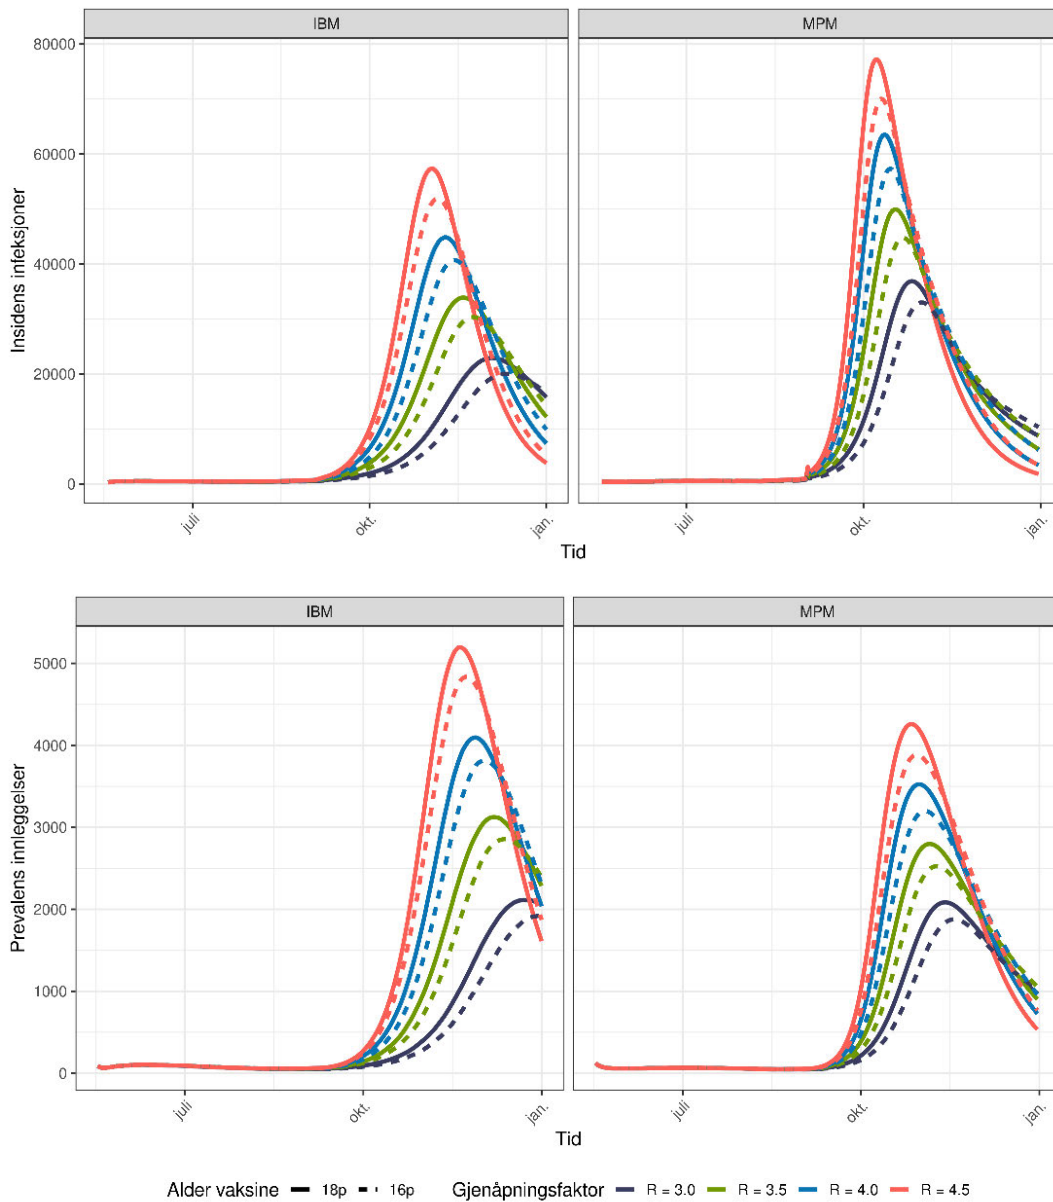 IBM
MPM
80000
60000
40000
20000
0
Insidens infeksjoner
juli
okt.
jan.
juli
okt.
jan.
Tid
IBM
MPM
5000
4000
3000
2000
1000
0
Prevalens innleggelser
juli
okt.
jan.
juli
okt.
jan.
Tid
Alder vaksine 18p 16p Gjenåpningsfaktor R = 3.0 R = 3.5 R = 4.0 R = 4.5